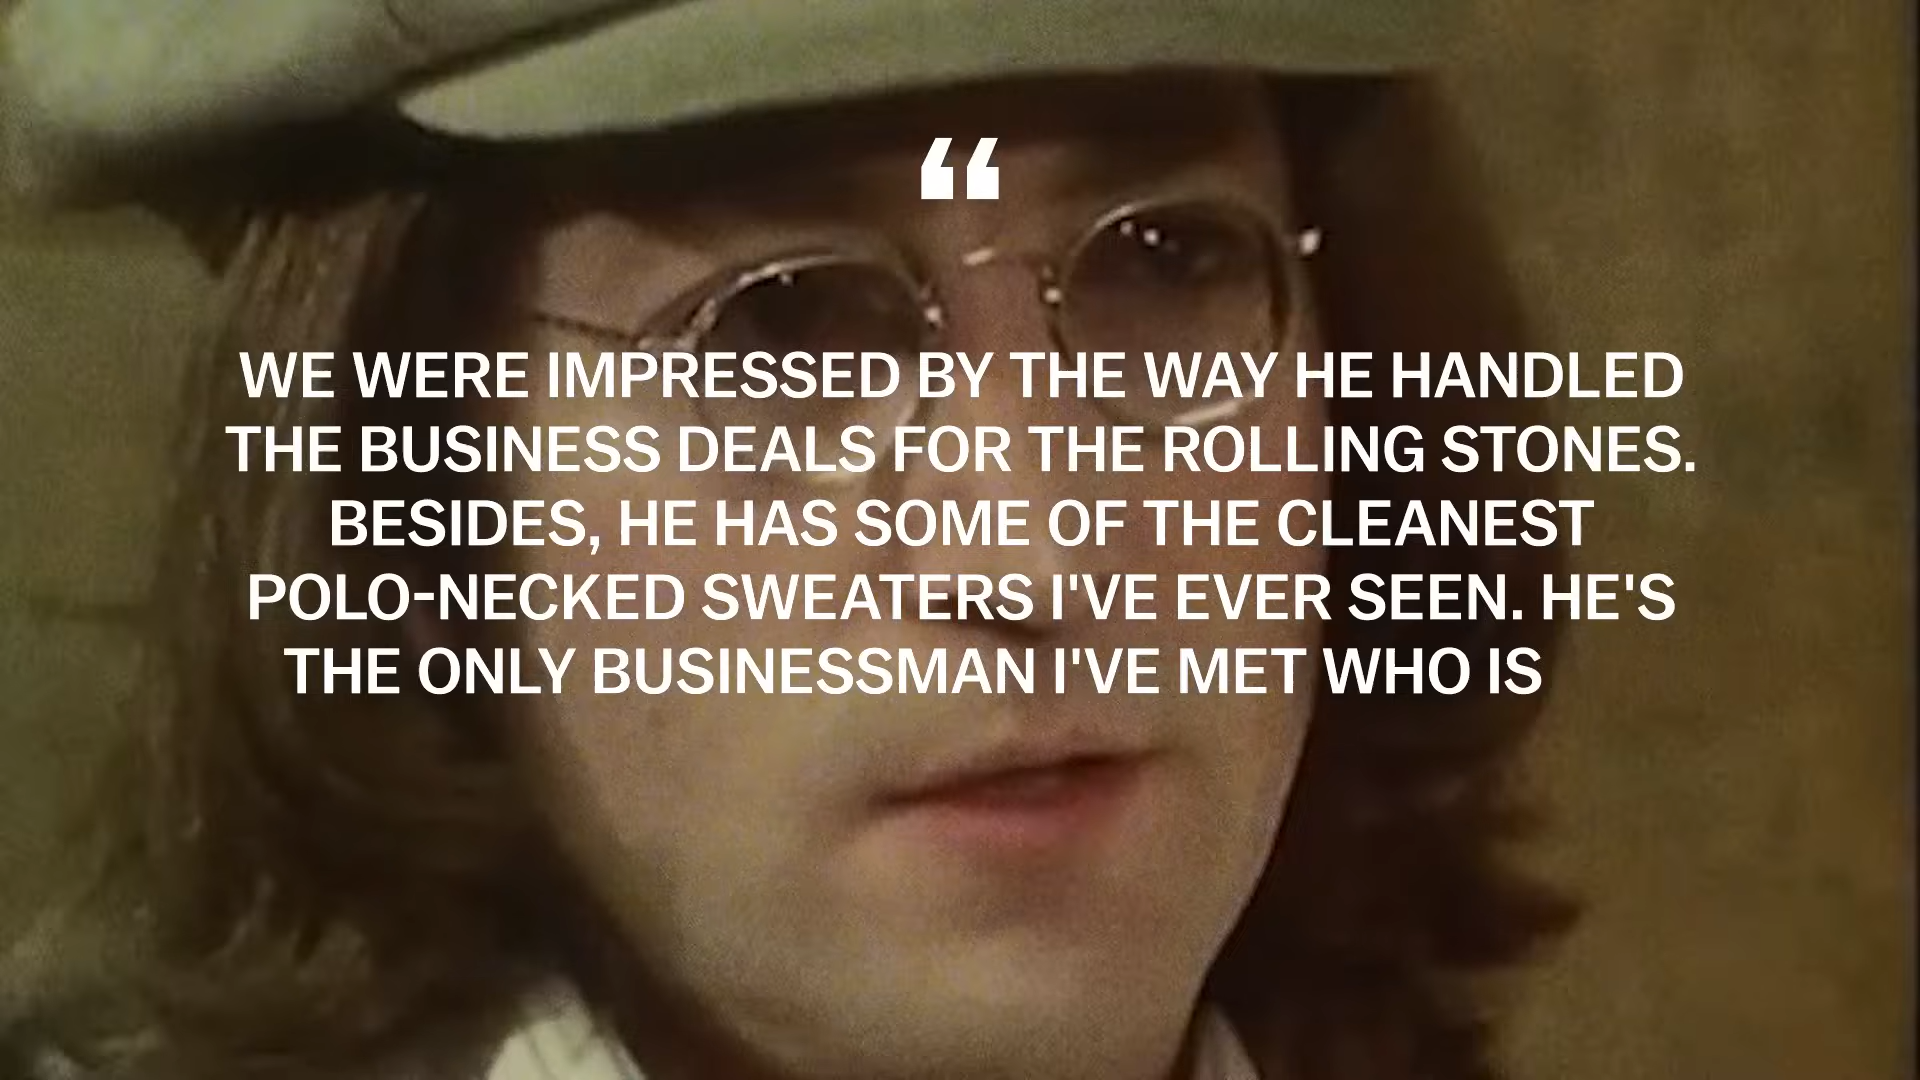 “
WE WERE IMPRESSED BY THE WAY HE HANDLED
THE BUSINESS DEALS FOR THE ROLLING STONES.
BESIDES, HE HAS SOME OF THE CLEANEST
POLO-NECKED SWEATERS I'VE EVER SEEN. HE'S
THE ONLY BUSINESSMAN I'VE MET WHO IS